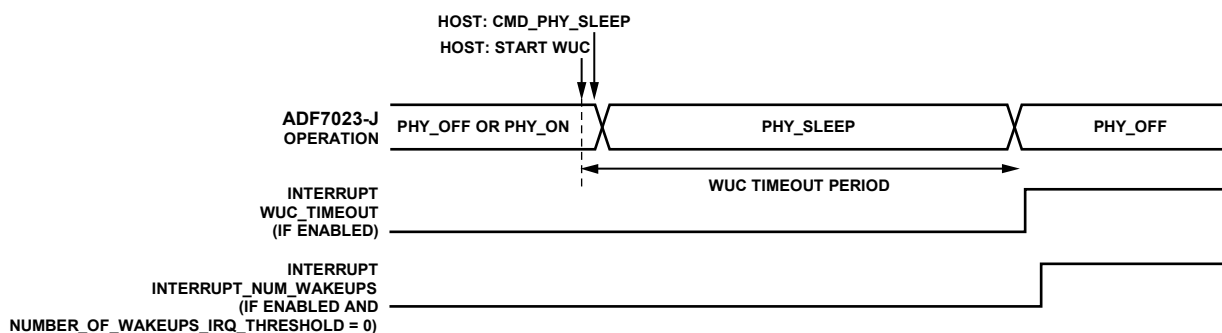 HOST: CMD_PHY_SLEEP
HOST: START WUC
ADF7023-J
OPERATION
PHY_OFF OR PHY_ON
PHY_SLEEP
PHY_OFF
WUC TIMEOUT PERIOD
INTERRUPT
WUC_TIMEOUT
(IF ENABLED)
INTERRUPT
INTERRUPT_NUM_WAKEUPS
(IF ENABLED AND
NUMBER_OF_WAKEUPS_IRQ_THRESHOLD = 0)